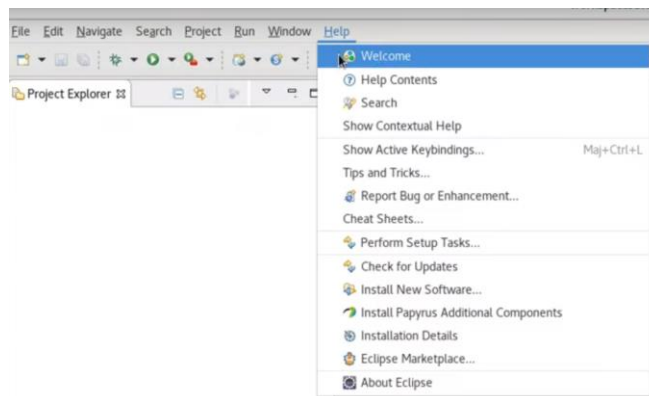 File Edit Navigate Search Project Run Window Help
Project Explorer
Welcome
Help Contents
Search
Show Contextual Help
Show Active Keybindings... Maj+Ctrl+L
Tips and Tricks...
Report Bug or Enhancement...
Cheat Sheets...
Perform Setup Tasks...
Check for Updates
Install New Software...
Install Papyrus Additional Components
Installation Details
Eclipse Marketplace...
About Eclipse